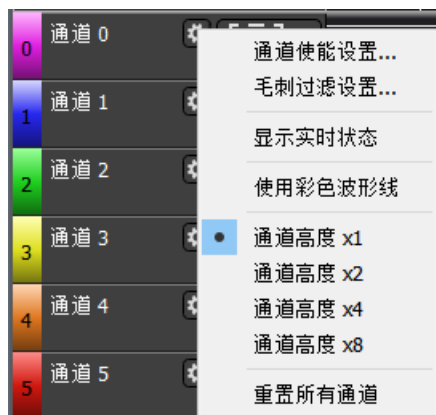 0 通道 0
1 通道 1
2 通道 2
3 通道 3
4 通道 4
5 通道 5
通道使能设置...
毛刺过滤设置...
显示实时状态
使用彩色波形线
通道高度 x1
通道高度 x2
通道高度 x4
通道高度 x8
重置所有通道